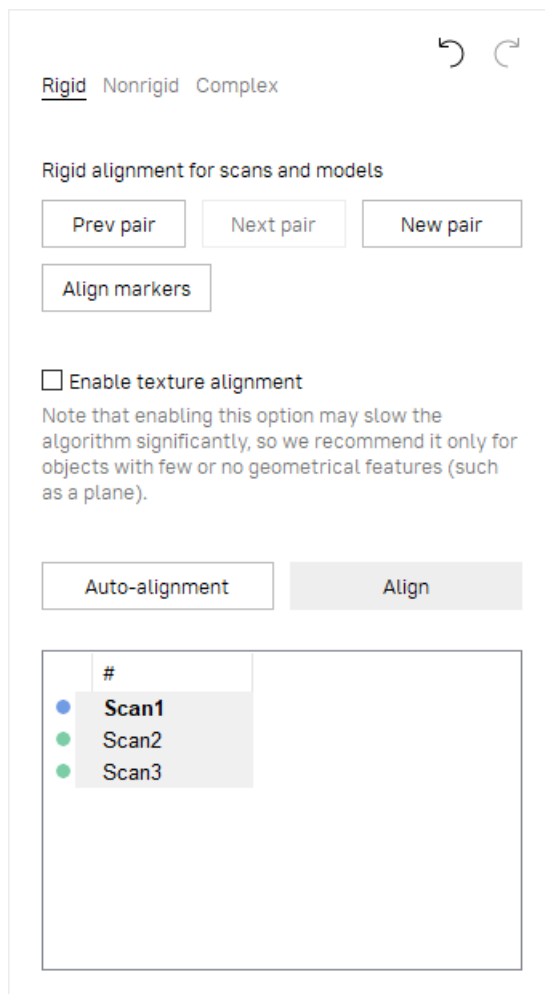 Rigid Nonrigid Complex
Rigid alignment for scans and models
Prev pair Next pair New pair
Align markers
Enable texture alignment
Note that enabling this option may slow the
algorithm significantly, so we recommend it only for
objects with few or no geometrical features (such
as a plane).
Auto-alignment Align
#
Scan1
Scan2
Scan3